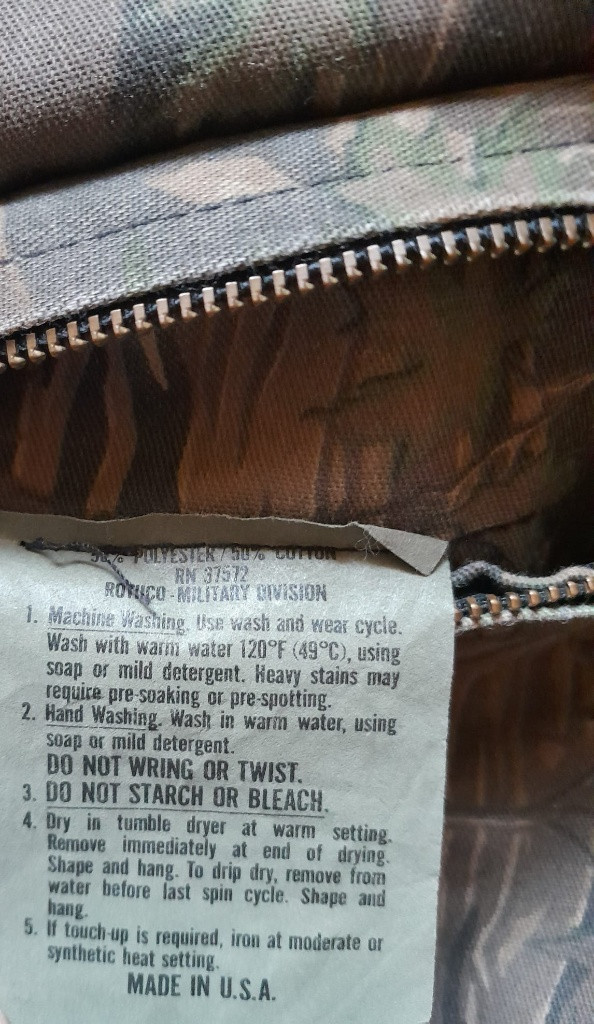 50% POLYESTER / 50% COTTON
RN 37572
ROTHCO - MILITARY DIVISION
1. Machine Washing. Use wash and wear cycle.
Wash with warm water 120°F (49°C), using
soap or mild detergent. Heavy stains may
require pre-soaking or pre-spotting.
2. Hand Washing. Wash in warm water, using
soap or mild detergent.
DO NOT WRING OR TWIST.
3. DO NOT STARCH OR BLEACH.
4. Dry in tumble dryer at warm setting.
Remove immediately at end of drying.
Shape and hang. To drip dry, remove from
water before last spin cycle. Shape and
hang.
5. If touch-up is required, iron at moderate or
synthetic heat setting.
MADE IN U.S.A.